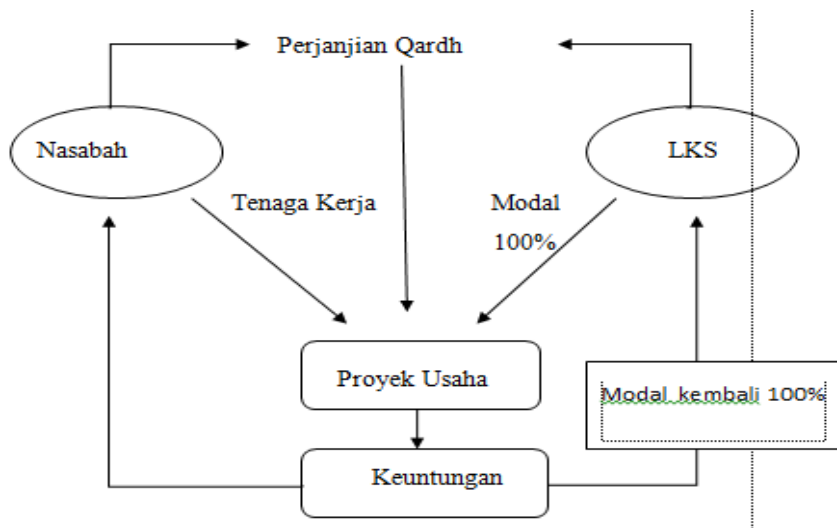 Perjanjian Qardh
Nasabah
LKS
Tenaga Kerja
Modal
100%
Proyek Usaha
Modal kembali 100%
Keuntungan